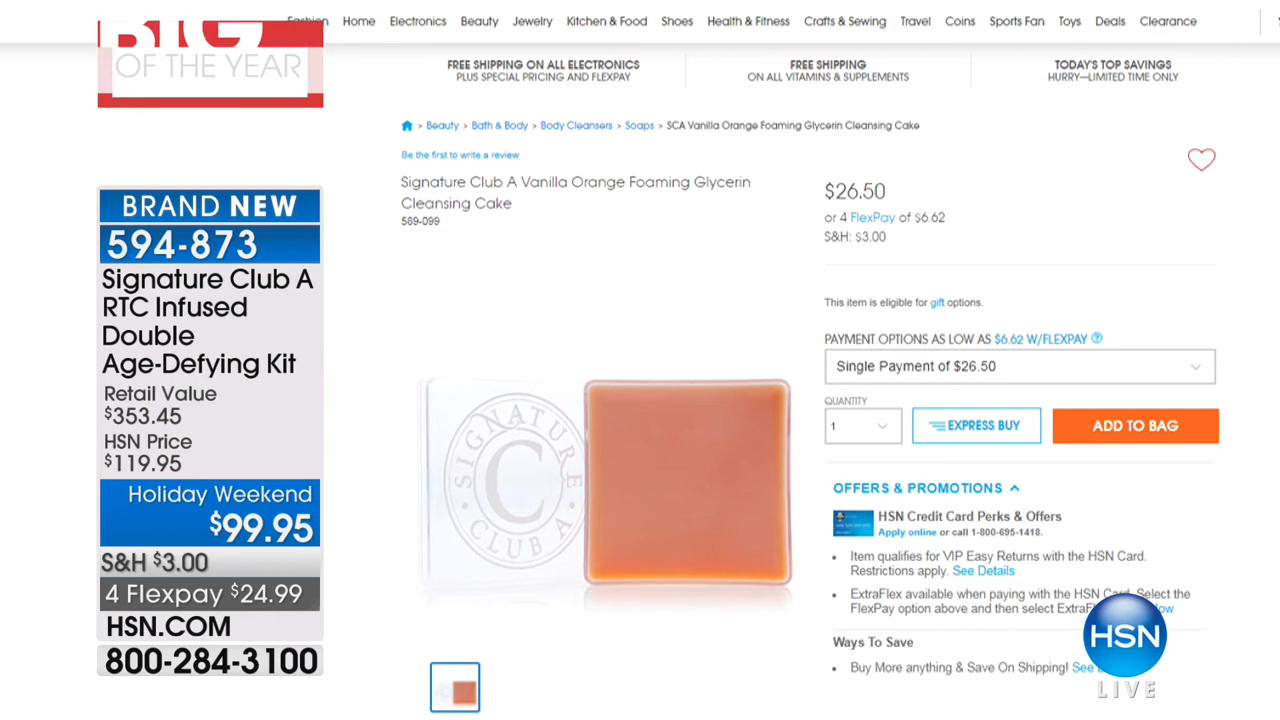 Fashion Home Electronics Beauty Jewelry Kitchen & Food Shoes Health & Fitness Crafts & Sewing Travel Coins Sports Fan Toys Deals Clearance
BIG
OF THE YEAR
FREE SHIPPING ON ALL ELECTRONICS
PLUS SPECIAL PRICING AND FLEXPAY
FREE SHIPPING
ON ALL VITAMINS & SUPPLEMENTS
TODAY'S TOP SAVINGS
HURRY—LIMITED TIME ONLY
> Beauty > Bath & Body > Body Cleansers > Soaps > SCA Vanilla Orange Foaming Glycerin Cleansing Cake
Be the first to write a review
Signature Club A Vanilla Orange Foaming Glycerin
Cleansing Cake
589-099
$26.50
or 4 FlexPay of $6.62
S&H: $3.00
This item is eligible for gift options.
PAYMENT OPTIONS AS LOW AS $6.62 W/FLEXPAY ?
Single Payment of $26.50
QUANTITY
1
EXPRESS BUY
ADD TO BAG
OFFERS & PROMOTIONS
HSN Credit Card Perks & Offers
Apply online or call 1-800-695-1418.
• Item qualifies for VIP Easy Returns with the HSN Card.
Restrictions apply. See Details
• ExtraFlex available when paying with the HSN Card. Select the
FlexPay option above and then select
Ways To Save
• Buy More anything & Save On Shipping! See
SIGNATURE
C
CLUB A
BRAND NEW
594-873
Signature Club A
RTC Infused
Double
Age-Defying Kit
Retail Value
$353.45
HSN Price
$119.95
Holiday Weekend
$99.95
S&H $3.00
4 Flexpay $24.99
HSN.COM
800-284-3100
HSN
LIVE